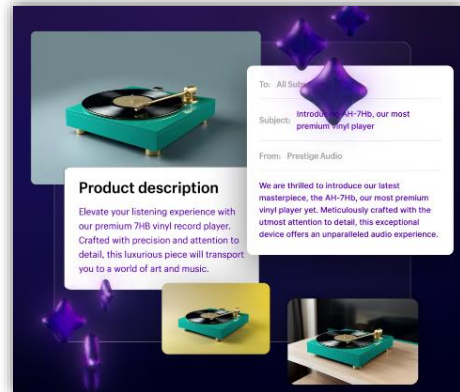 Product description
Elevate your listening experience with
our premium 7HB vinyl record player.
Crafted with precision and attention to
detail, this luxurious piece will transport
you to a world of art and music.
To: All
Subject: AH-7Hb, our most
premium vinyl player
From: Prestige Audio
We are thrilled to introduce our latest
masterpiece, the AH-7Hb, our most premium
vinyl player yet. Meticulously crafted with the
utmost attention to detail, this exceptional
device offers an unparalleled audio experience.